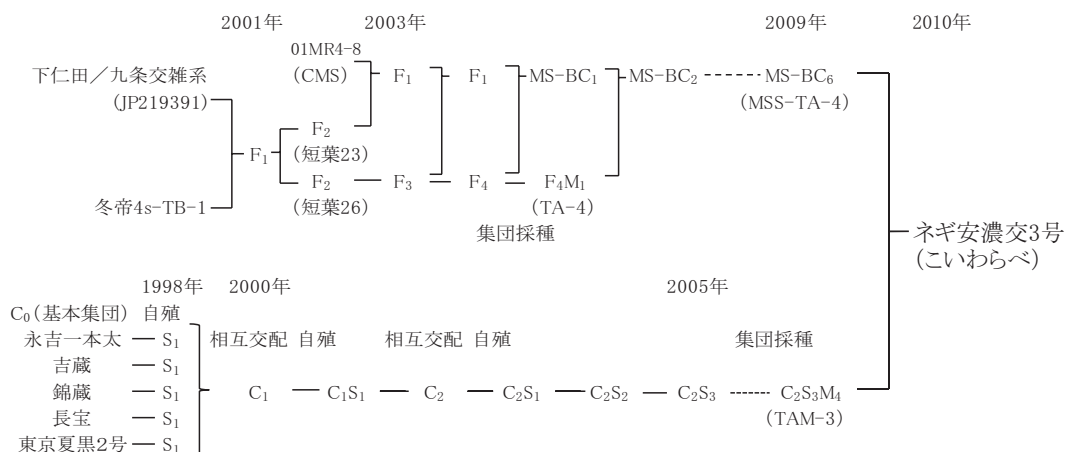 2001年 2003年 2009年 2010年
01MR4-8
下仁田／九条交雑系 (CMS) F₁ F₁ MS-BC₁ MS-BC₂ MS-BC₆
(JP219391) (MSS-TA-4)
F₂
F₁ (短葉23)
F₂ F₃ F₄ F₄M₁
冬帝4s-TB-1 (短葉26) (TA-4)
集団採種
ネギ安濃交3号
(こいわらべ)
1998年 2000年 2005年
C₀(基本集団) 自殖
永吉一本太 S₁ 相互交配 自殖 相互交配 自殖 集団採種
吉蔵 S₁
錦蔵 S₁ C₁ C₁S₁ C₂ C₂S₁ C₂S₂ C₂S₃ C₂S₃M₄
長宝 S₁ (TAM-3)
東京夏黒2号 S₁